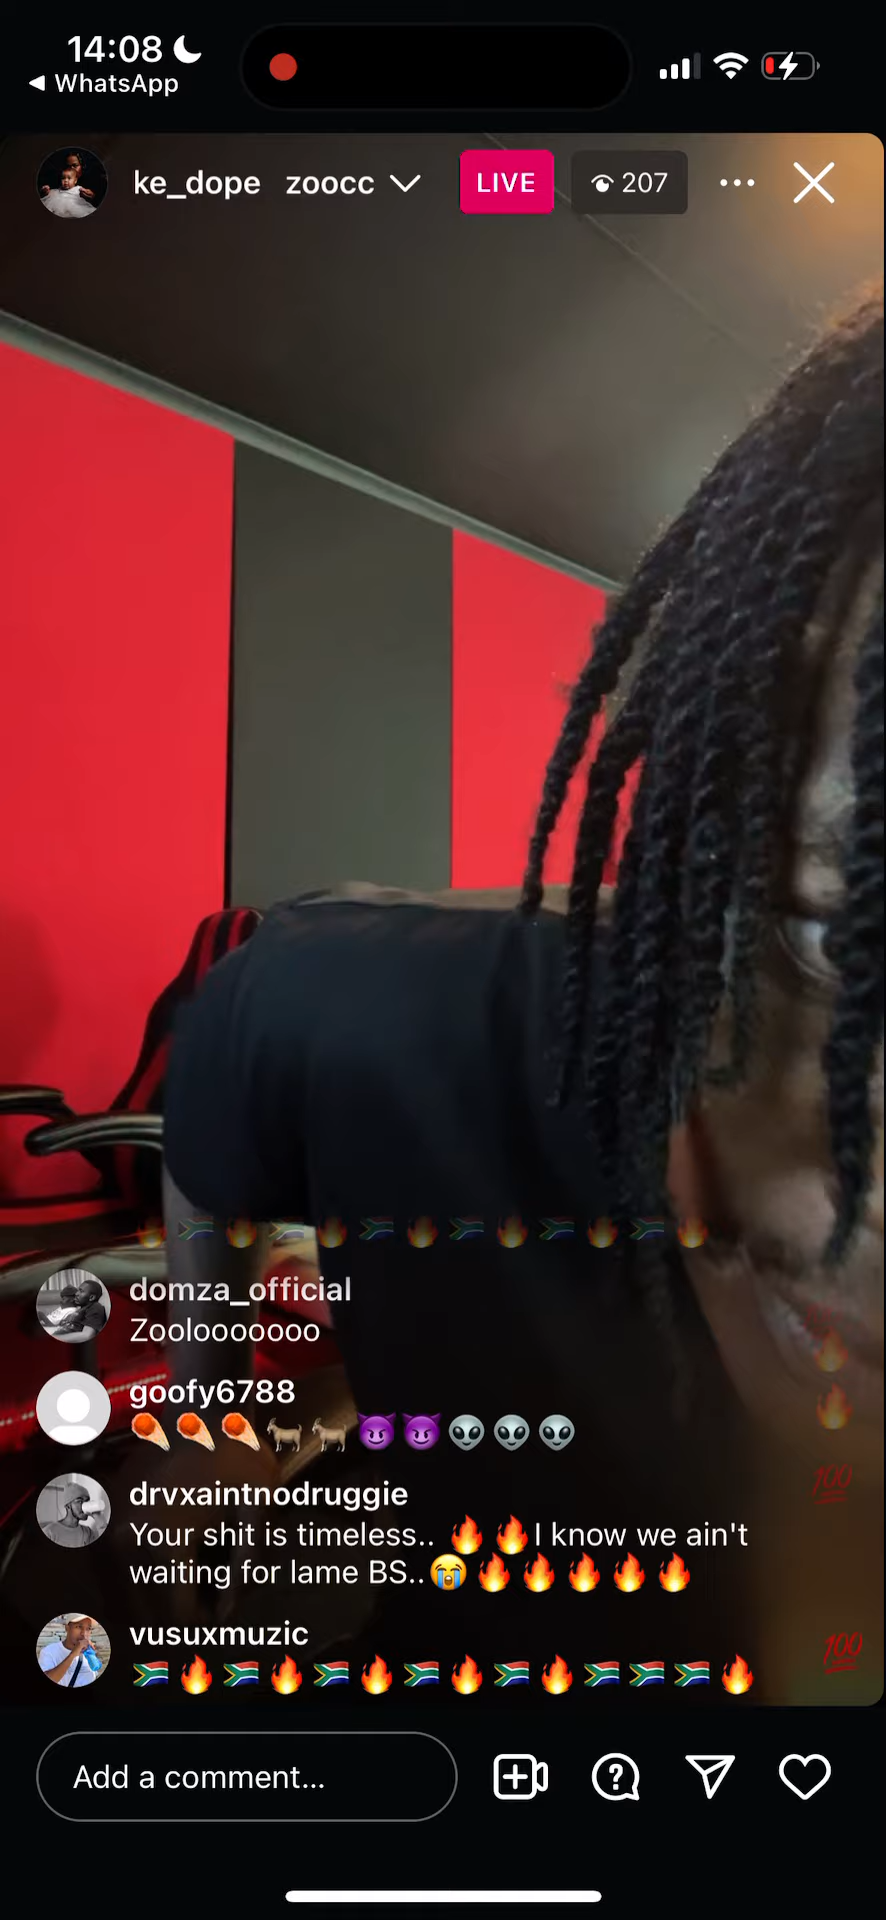 14:08
◀ WhatsApp
ke_dope zoocc
LIVE
207
🔥🇿🇦🔥🇿🇦🔥🇿🇦🔥🇿🇦🔥🇿🇦🔥🇿🇦🔥
domza_official
Zoolooooooo
goofy6788
☄️☄️☄️🐐🐐😈😈👽👽👽
drvxaintnodruggie
Your shit is timeless.. 🔥🔥I know we ain't
waiting for lame BS..😭🔥🔥🔥🔥🔥
vusuxmuzic
🇿🇦🔥🇿🇦🔥🇿🇦🔥🇿🇦🔥🇿🇦🔥🇿🇦🇿🇦🇿🇦🔥
💯
💯
Add a comment...